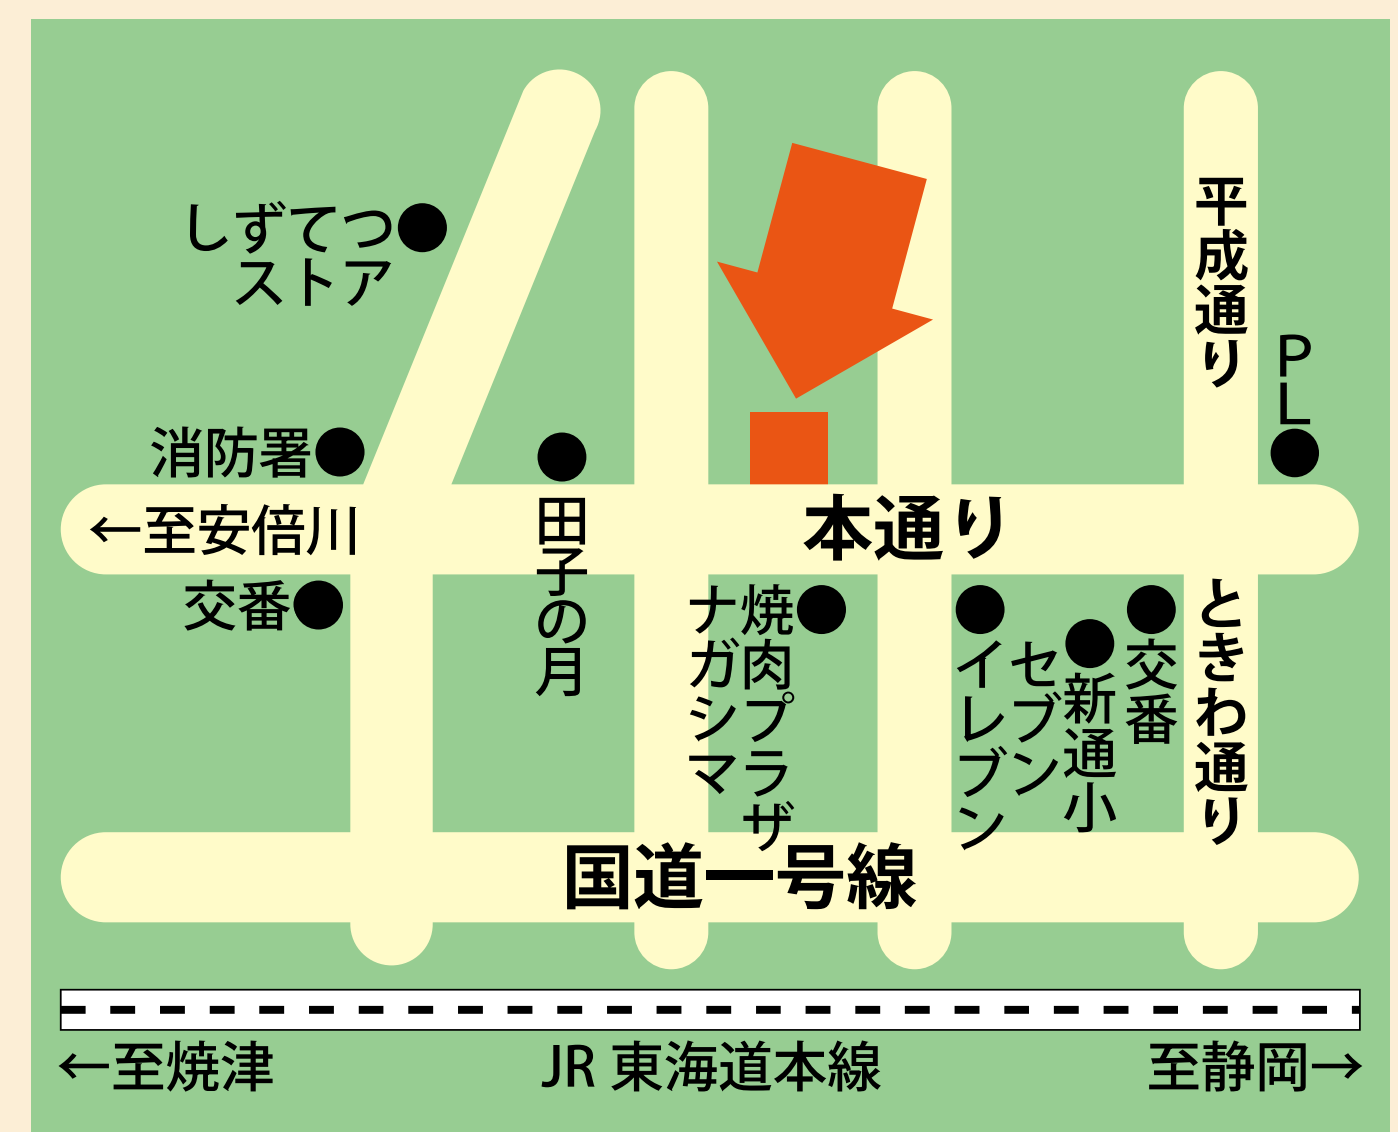 しずてつ
ストア
平成通り
PL
消防署
←至安倍川
本通り
交番
田子の月
焼肉プラザ
ナガシマ
セブン
イレブン
新通小
交番
ときわ通り
国道一号線
←至焼津
JR 東海道本線
至静岡→